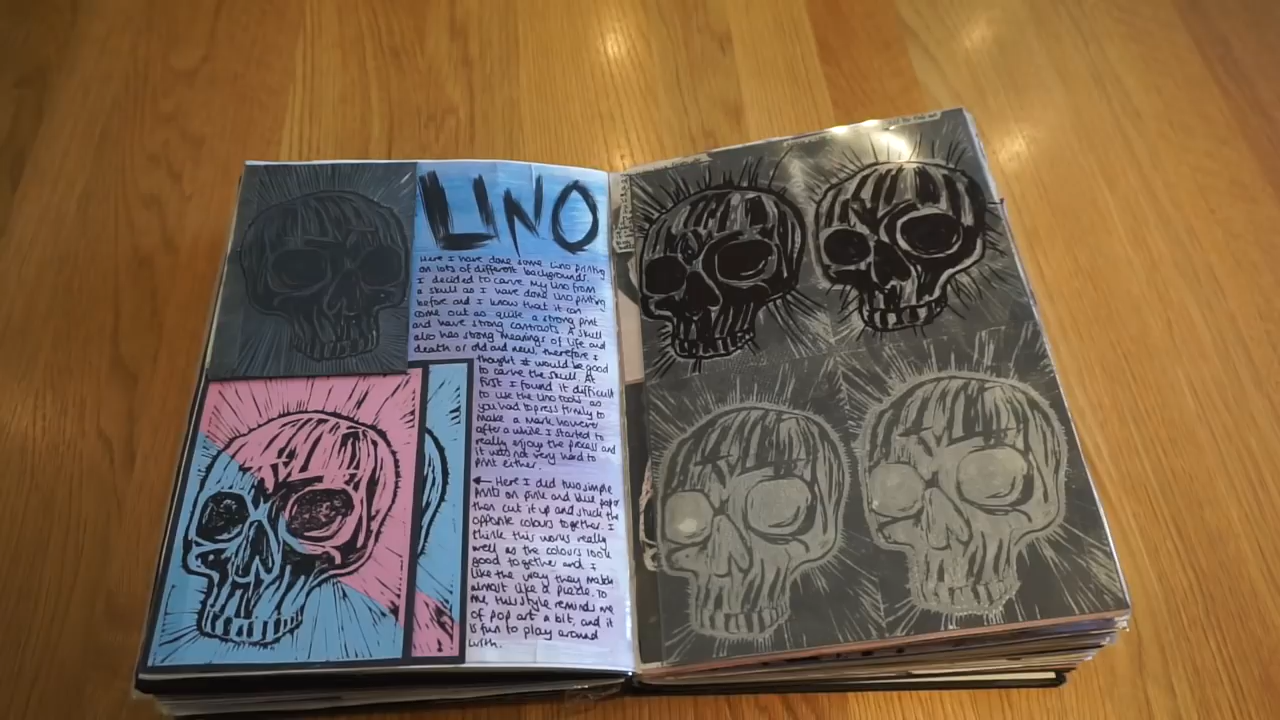 LINO
Here I have done some Lino printing
on lots of different backgrounds.
I decided to carve my Lino from
a skull as I have done Lino printing
before and I know that it can
come out as quite a strong print
and have strong contrasts. A skull
also has strong meanings of life and
death or old and new, therefore I
thought it would be good
to carve the skull. At
first I found it difficult
to use the Lino tools as
you had to press firmly to
make a mark however
after a while I started to
really enjoy the process and
it was not very hard to
print either.
← Here I did two simple
prints on pink and blue paper
then cut it up and stuck the
opposite colours together. I
think this works really
well as the colours look
good together and I
like the way they match
almost like a puzzle. To
me this style reminds me
of pop art a bit, and it
is fun to play around
with.